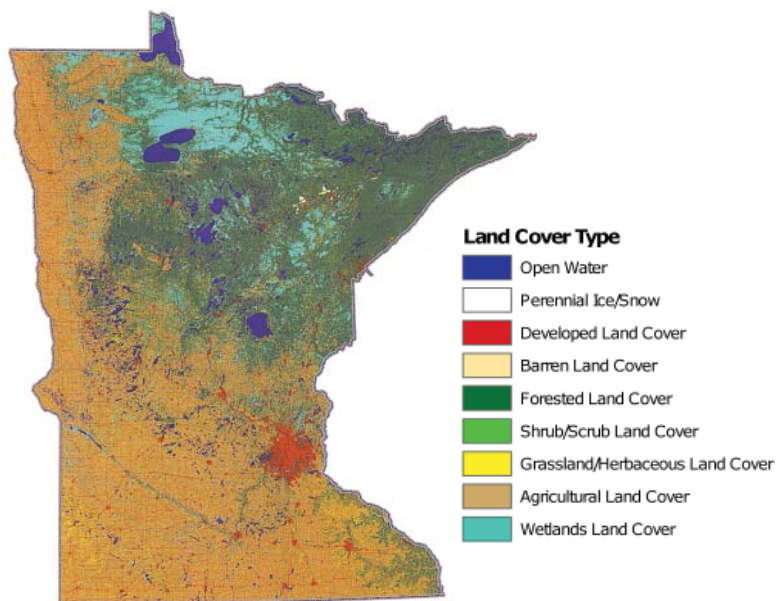 Land Cover Type
Open Water
Perennial Ice/Snow
Developed Land Cover
Barren Land Cover
Forested Land Cover
Shrub/Scrub Land Cover
Grassland/Herbaceous Land Cover
Agricultural Land Cover
Wetlands Land Cover